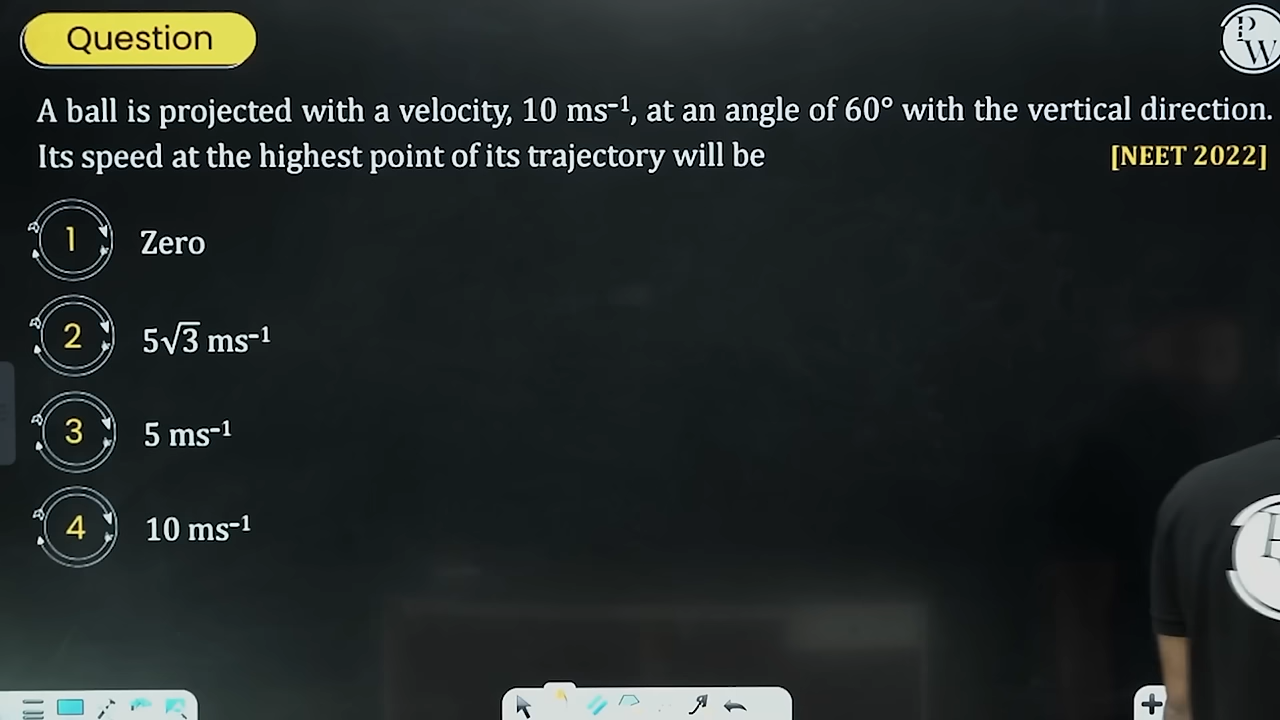 Question
PW
A ball is projected with a velocity, 10 ms⁻¹, at an angle of 60° with the vertical direction.
Its speed at the highest point of its trajectory will be [NEET 2022]
1 Zero
2 5√3 ms⁻¹
3 5 ms⁻¹
4 10 ms⁻¹